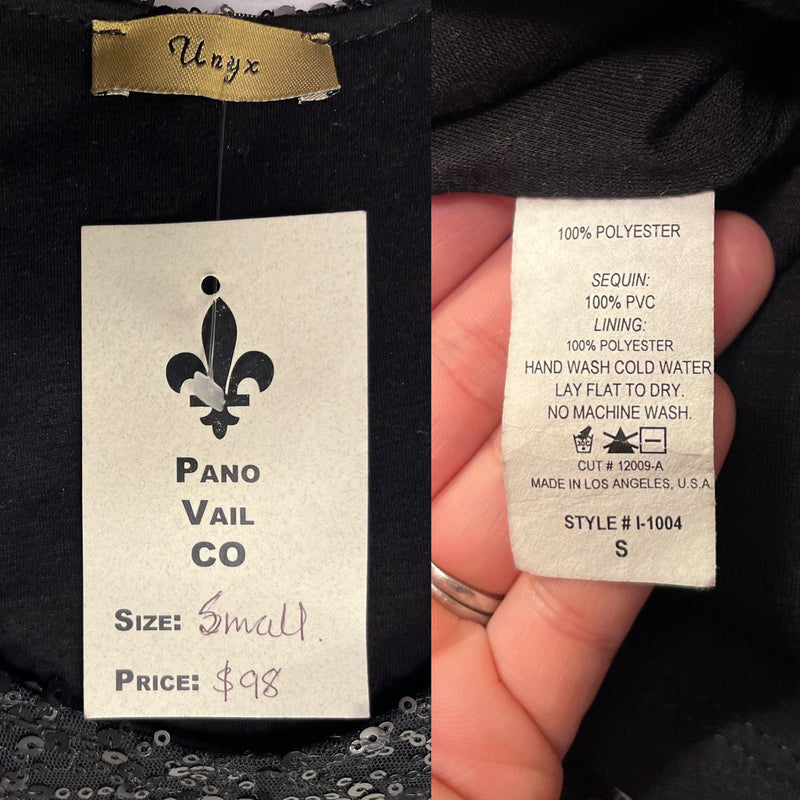 Unyx
PANO
VAIL
CO
SIZE: Small.
PRICE: $98
100% POLYESTER
SEQUIN:
100% PVC
LINING:
100% POLYESTER
HAND WASH COLD WATER
LAY FLAT TO DRY.
NO MACHINE WASH.
30C
CUT # 12009-A
MADE IN LOS ANGELES, U.S.A.
STYLE # I-1004
S